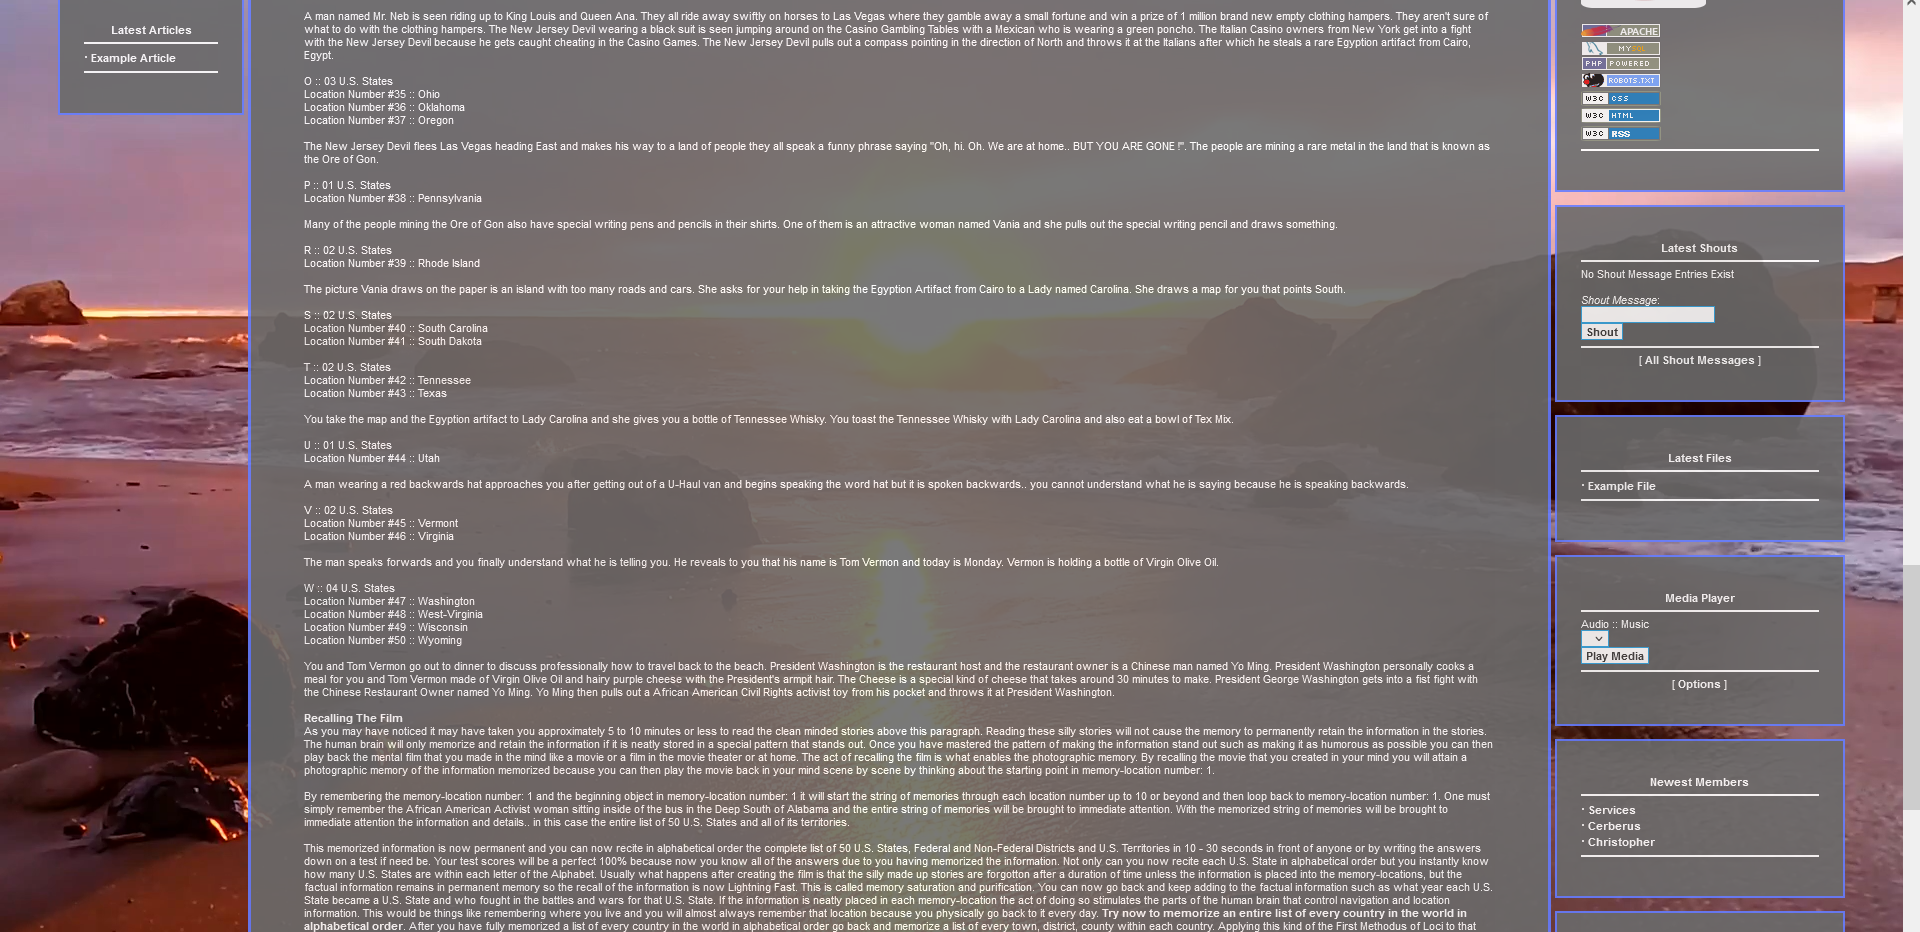 Latest Articles
· Example Article
A man named Mr. Neb is seen riding up to King Louis and Queen Ana. They all ride away swiftly on horses to Las Vegas where they gamble away a small fortune and win a prize of 1 million brand new empty clothing hampers. They aren't sure of
what to do with the clothing hampers. The New Jersey Devil wearing a black suit is seen jumping around on the Casino Gambling Tables with a Mexican who is wearing a green poncho. The Italian Casino owners from New York get into a fight
with the New Jersey Devil because he gets caught cheating in the Casino Games. The New Jersey Devil pulls out a compass pointing in the direction of North and throws it at the Italians after which he steals a rare Egyption artifact from Cairo,
Egypt.
O :: 03 U.S. States
Location Number #35 :: Ohio
Location Number #36 :: Oklahoma
Location Number #37 :: Oregon
The New Jersey Devil flees Las Vegas heading East and makes his way to a land of people they all speak a funny phrase saying "Oh, hi. Oh. We are at home.. BUT YOU ARE GONE !". The people are mining a rare metal in the land that is known as
the Ore of Gon.
P :: 01 U.S. States
Location Number #38 :: Pennsylvania
Many of the people mining the Ore of Gon also have special writing pens and pencils in their shirts. One of them is an attractive woman named Vania and she pulls out the special writing pencil and draws something.
R :: 02 U.S. States
Location Number #39 :: Rhode Island
The picture Vania draws on the paper is an island with too many roads and cars. She asks for your help in taking the Egyption Artifact from Cairo to a Lady named Carolina. She draws a map for you that points South.
S :: 02 U.S. States
Location Number #40 :: South Carolina
Location Number #41 :: South Dakota
T :: 02 U.S. States
Location Number #42 :: Tennessee
Location Number #43 :: Texas
You take the map and the Egyption artifact to Lady Carolina and she gives you a bottle of Tennessee Whisky. You toast the Tennessee Whisky with Lady Carolina and also eat a bowl of Tex Mix.
U :: 01 U.S. States
Location Number #44 :: Utah
A man wearing a red backwards hat approaches you after getting out of a U-Haul van and begins speaking the word hat but it is spoken backwards.. you cannot understand what he is saying because he is speaking backwards.
V :: 02 U.S. States
Location Number #45 :: Vermont
Location Number #46 :: Virginia
The man speaks forwards and you finally understand what he is telling you. He reveals to you that his name is Tom Vermon and today is Monday. Vermon is holding a bottle of Virgin Olive Oil.
W :: 04 U.S. States
Location Number #47 :: Washington
Location Number #48 :: West-Virginia
Location Number #49 :: Wisconsin
Location Number #50 :: Wyoming
You and Tom Vermon go out to dinner to discuss professionally how to travel back to the beach. President Washington is the restaurant host and the restaurant owner is a Chinese man named Yo Ming. President Washington personally cooks a
meal for you and Tom Vermon made of Virgin Olive Oil and hairy purple cheese with the President's armpit hair. The Cheese is a special kind of cheese that takes around 30 minutes to make. President George Washington gets into a fist fight with
the Chinese Restaurant Owner named Yo Ming. Yo Ming then pulls out a African American Civil Rights activist toy from his pocket and throws it at President Washington.
Recalling The Film
As you may have noticed it may have taken you approximately 5 to 10 minutes or less to read the clean minded stories above this paragraph. Reading these silly stories will not cause the memory to permanently retain the information in the stories.
The human brain will only memorize and retain the information if it is neatly stored in a special pattern that stands out. Once you have mastered the pattern of making the information stand out such as making it as humorous as possible you can then
play back the mental film that you made in the mind like a movie or a film in the movie theater or at home. The act of recalling the film is what enables the photographic memory. By recalling the movie that you created in your mind you will attain a
photographic memory of the information memorized because you can then play the movie back in your mind scene by scene by thinking about the starting point in memory-location number: 1.
By remembering the memory-location number: 1 and the beginning object in memory-location number: 1 it will start the string of memories through each location number up to 10 or beyond and then loop back to memory-location number: 1. One must
simply remember the African American Activist woman sitting inside of the bus in the Deep South of Alabama and the entire string of memories will be brought to immediate attention. With the memorized string of memories will be brought to
immediate attention the information and details.. in this case the entire list of 50 U.S. States and all of its territories.
This memorized information is now permanent and you can now recite in alphabetical order the complete list of 50 U.S. States, Federal and Non-Federal Districts and U.S. Territories in 10 - 30 seconds in front of anyone or by writing the answers
down on a test if need be. Your test scores will be a perfect 100% because now you know all of the answers due to you having memorized the information. Not only can you now recite each U.S. State in alphabetical order but you instantly know
how many U.S. States are within each letter of the Alphabet. Usually what happens after creating the film is that the silly made up stories are forgotton after a duration of time unless the information is placed into the memory-locations, but the
factual information remains in permanent memory so the recall of the information is now Lightning Fast. This is called memory saturation and purification. You can now go back and keep adding to the factual information such as what year each U.S.
State became a U.S. State and who fought in the battles and wars for that U.S. State. If the information is neatly placed in each memory-location the act of doing so stimulates the parts of the human brain that control navigation and location
information. This would be things like remembering where you live and you will almost always remember that location because you physically go back to it every day. Try now to memorize an entire list of every country in the world in
alphabetical order. After you have fully memorized a list of every country in the world in alphabetical order go back and memorize a list of every town, district, county within each country. Applying this kind of the First Methodus of Loci to that
APACHE
MYSQL
PHP POWERED
ROBOTS.TXT
W3C CSS
W3C HTML
W3C RSS
Latest Shouts
No Shout Message Entries Exist
Shout Message:
Shout
[ All Shout Messages ]
Latest Files
· Example File
Media Player
Audio :: Music
Play Media
[ Options ]
Newest Members
· Services
· Cerberus
· Christopher